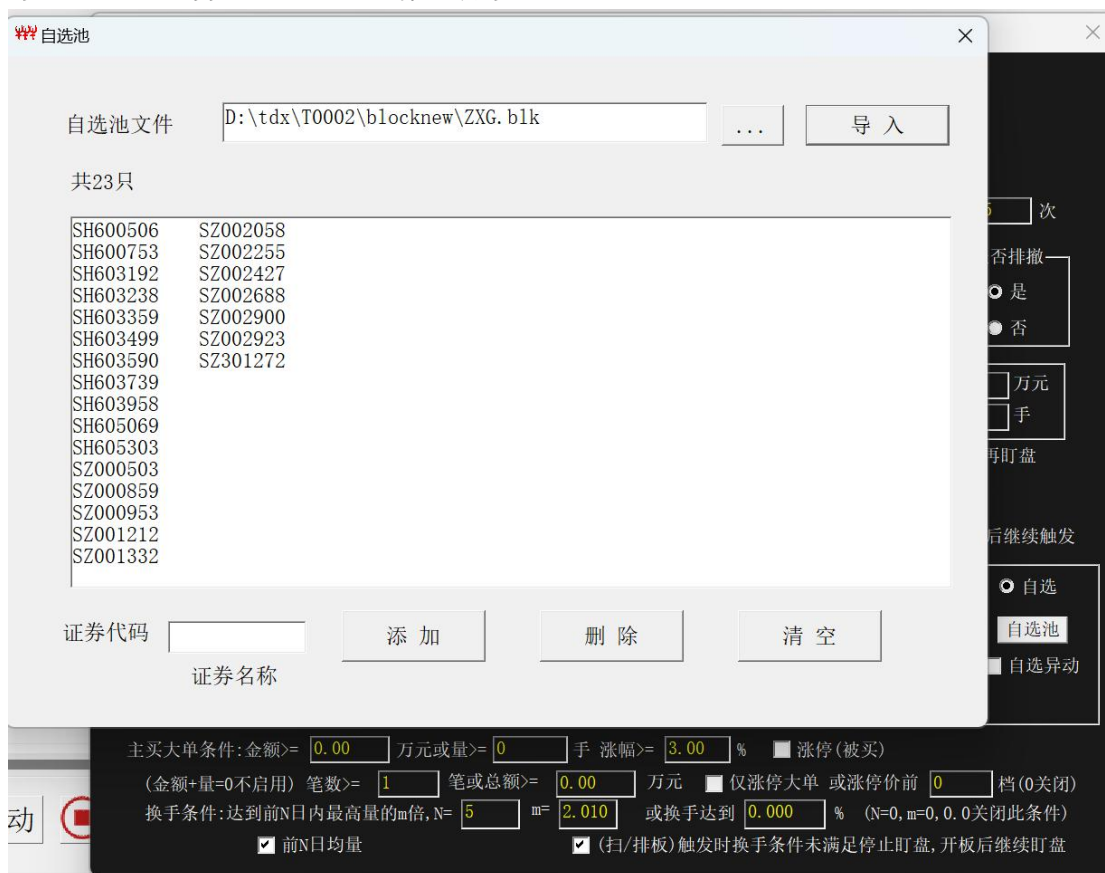 自选池
自选池文件 D:\tdx\T0002\blocknew\ZXG.blk ... 导 入
共23只
SH600506 SZ002058
SH600753 SZ002255
SH603192 SZ002427
SH603238 SZ002688
SH603359 SZ002900
SH603499 SZ002923
SH603590 SZ301272
SH603739
SH603958
SH605069
SH605303
SZ000503
SZ000859
SZ000953
SZ001212
SZ001332
证券代码 添 加 删 除 清 空
证券名称
次
否排撤
是
否
万元
手
再盯盘
后继续触发
自选
自选池
自选异动
主买大单条件:金额>= 0.00 万元或量>= 0 手 涨幅>= 3.00 % 涨停(被买)
(金额+量=0不启用) 笔数>= 1 笔或总额>= 0.00 万元 仅涨停大单 或涨停价前 0 档(0关闭)
动 换手条件:达到前N日内最高量的m倍,N= 5 m= 2.010 或换手达到 0.000 % (N=0,m=0,0.0关闭此条件)
前N日均量 (扫/排板)触发时换手条件未满足停止盯盘,开板后继续盯盘